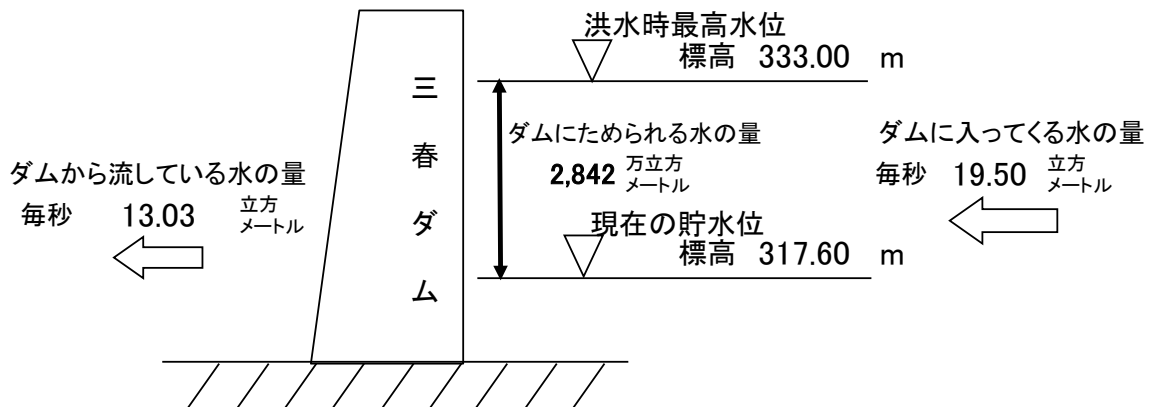 洪水時最高水位
標高 333.00 m
三春ダム
ダムにためられる水の量
2,842 万立方メートル
ダムに入ってくる水の量
毎秒 19.50 立方メートル
ダムから流している水の量
毎秒 13.03 立方メートル
現在の貯水位
標高 317.60 m